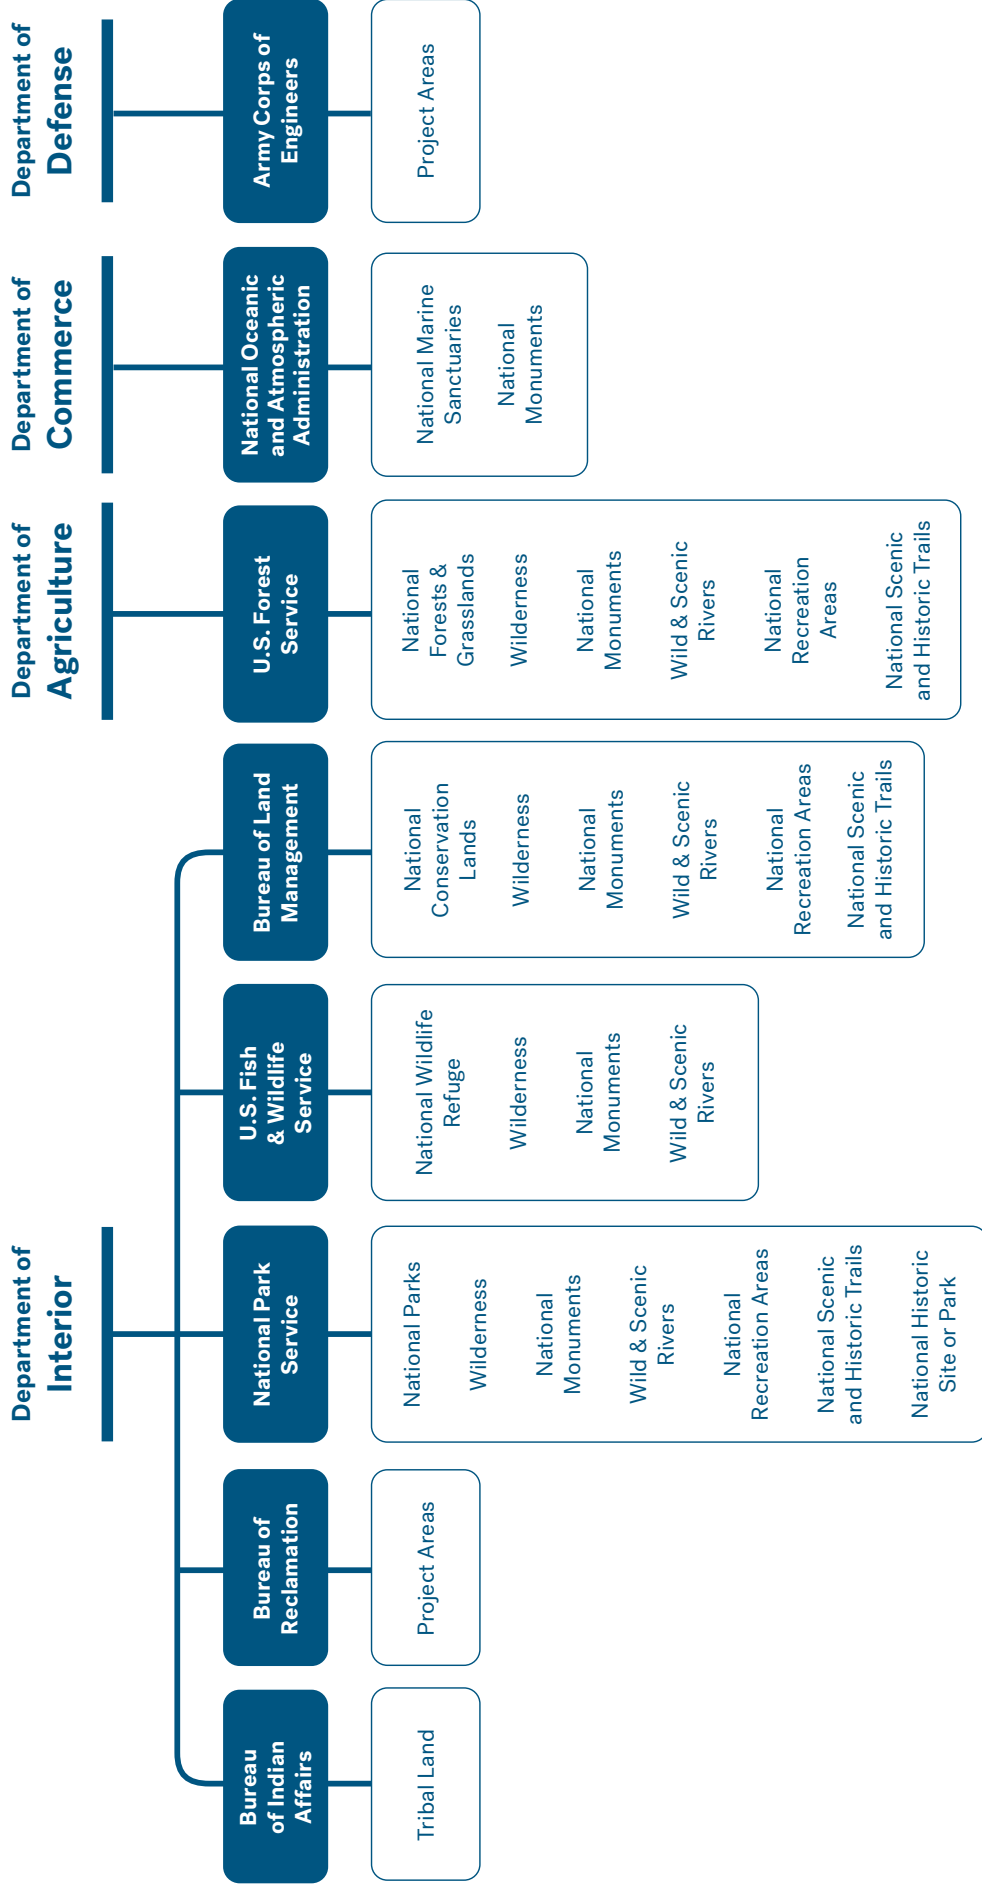 Department of
Interior
Department of
Agriculture
Department of
Commerce
Department of
Defense
Bureau
of Indian
Affairs
Tribal Land
Bureau of
Reclamation
Project Areas
National Park
Service
National Parks
Wilderness
National
Monuments
Wild & Scenic
Rivers
National
Recreation Areas
National Scenic
and Historic Trails
National Historic
Site or Park
U.S. Fish
& Wildlife
Service
National Wildlife
Refuge
Wilderness
National
Monuments
Wild & Scenic
Rivers
Bureau of Land
Management
National
Conservation
Lands
Wilderness
National
Monuments
Wild & Scenic
Rivers
National
Recreation Areas
National Scenic
and Historic Trails
U.S. Forest
Service
National
Forests &
Grasslands
Wilderness
National
Monuments
Wild & Scenic
Rivers
National
Recreation
Areas
National Scenic
and Historic Trails
National Oceanic
and Atmospheric
Administration
National Marine
Sanctuaries
National
Monuments
Army Corps of
Engineers
Project Areas